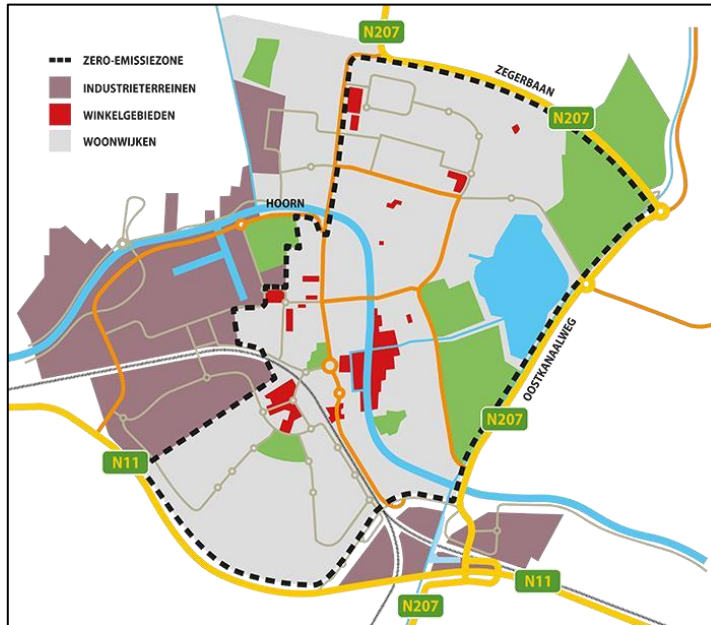 N207
ZEGERBAAN
ZERO-EMISSIEZONE
INDUSTRIETERREINEN
WINKELGEBIEDEN
WOONWIJKEN
N207
HOORN
OOSTKANAALWEG
N207
N11
N11
N207